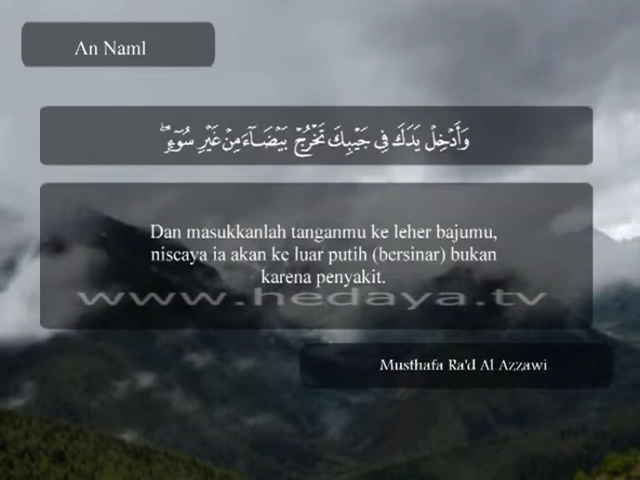 An Naml
وَأَدْخِلْ يَدَكَ فِي جَيْبِكَ تَخْرُجْ بَيْضَآءَ مِنْ غَيْرِ سُوٓءٍ ۖ
Dan masukkanlah tanganmu ke leher bajumu,
niscaya ia akan ke luar putih (bersinar) bukan
karena penyakit.
www.hedaya.tv
Musthafa Ra'd Al Azzawi